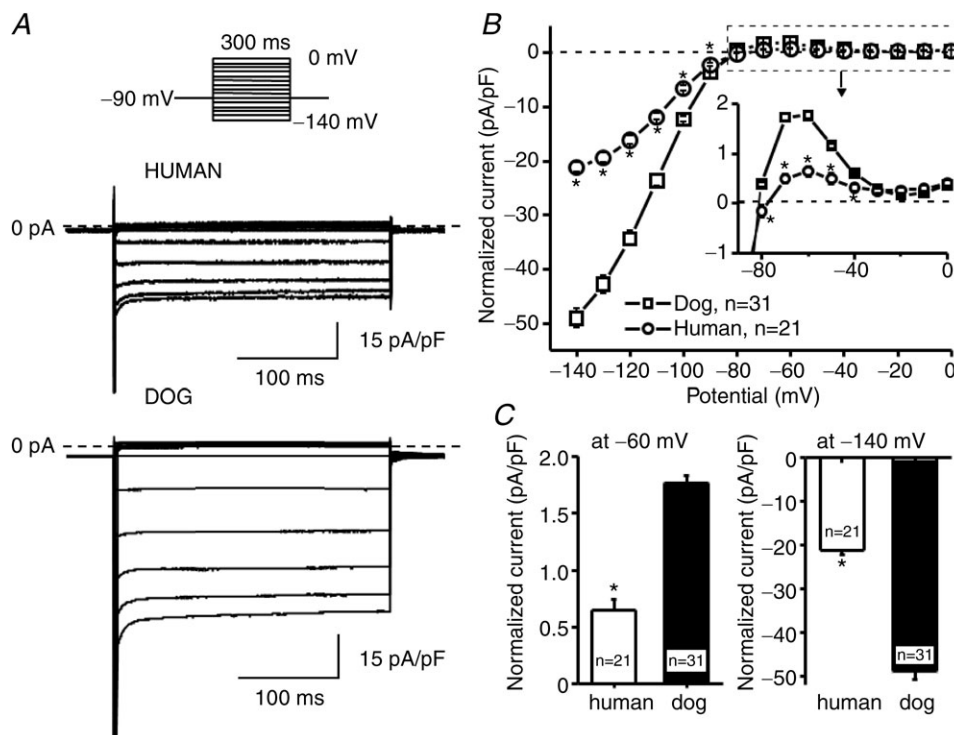 A
300 ms
0 mV
−90 mV
−140 mV
HUMAN
0 pA
15 pA/pF
100 ms
DOG
0 pA
15 pA/pF
100 ms
B
Normalized current (pA/pF)
0
−10
−20
−30
−40
−50
* * * * * *
2
1
0
−1
* * * * *
−80 −40 0
Dog, n=31
Human, n=21
−140 −120 −100 −80 −60 −40 −20 0
Potential (mV)
C
at −60 mV
Normalized current (pA/pF)
2.0
1.5
1.0
0.5
0.0
*
n=21 n=31
human dog
at −140 mV
Normalized current (pA/pF)
0
−10
−20
−30
−40
−50
n=21
*
n=31
human dog